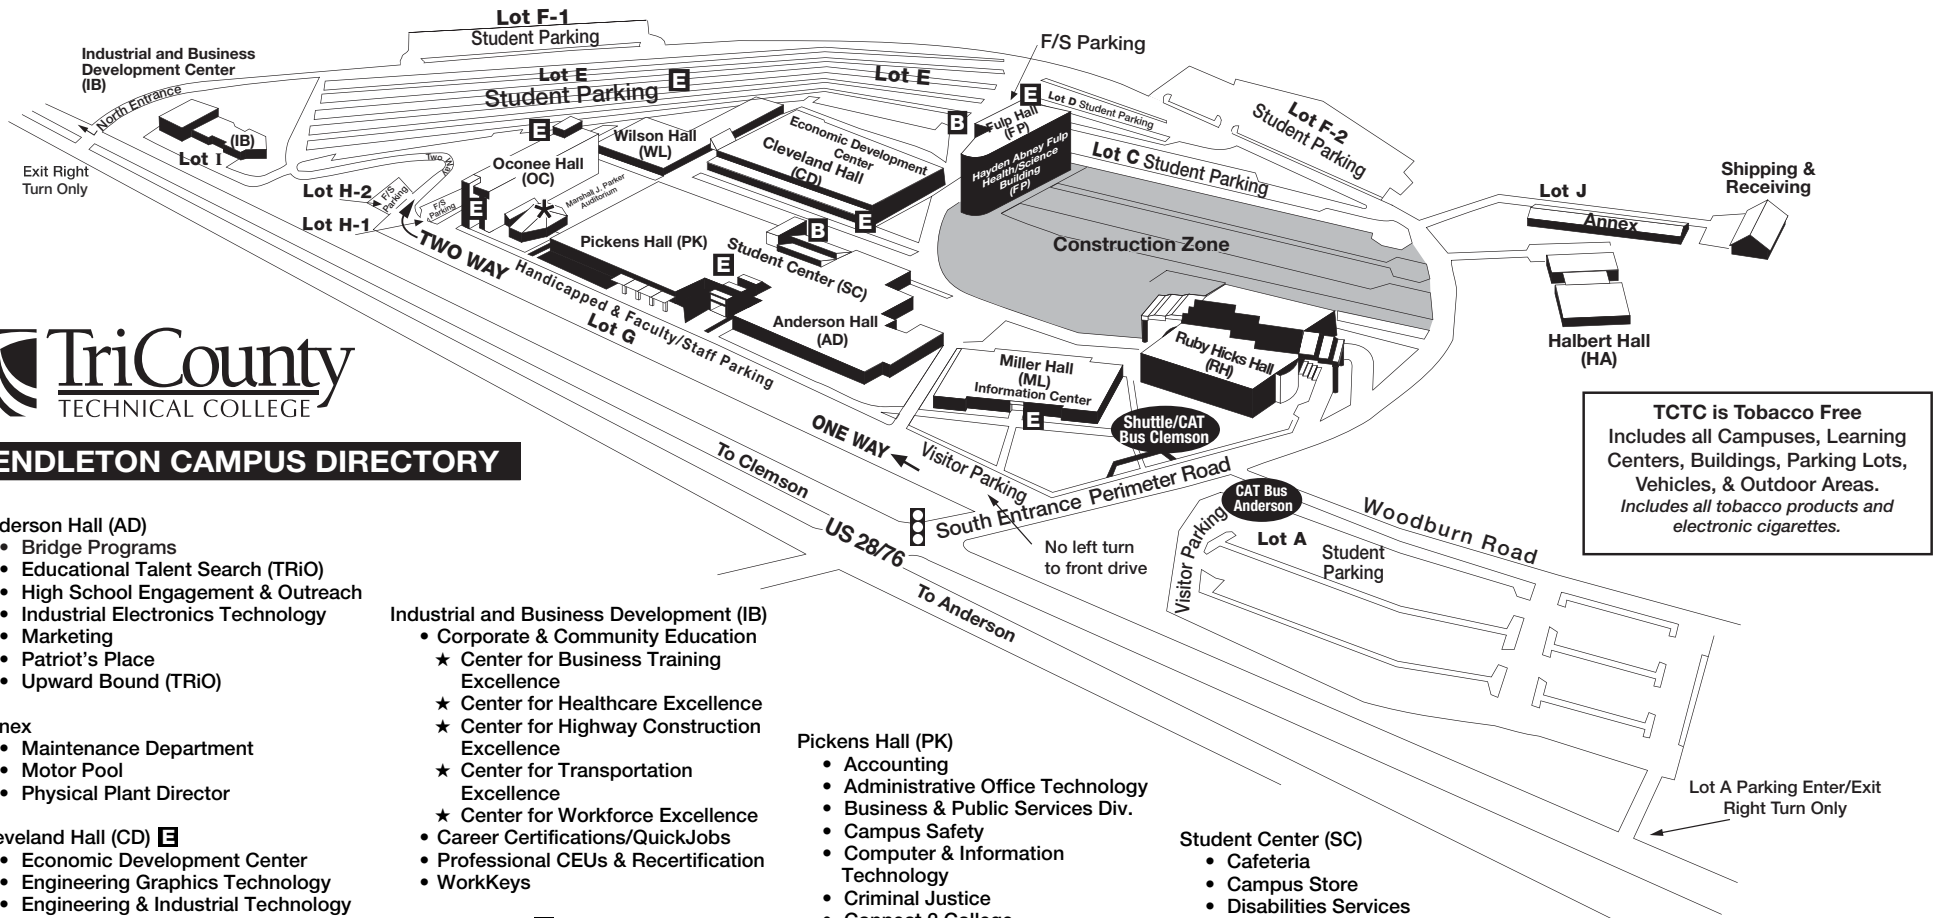 Lot F-1
Student Parking
Industrial and Business
Development Center
(IB)
North Entrance
Exit Right
Turn Only
(IB)
Lot I
Lot E
Student Parking E
Lot E
F/S Parking
E
Lot D Student Parking
Lot F-2
Student Parking
B
Fulp Hall
(FP)
Hayden Abney Fulp
Health/Science
Building
(FP)
Lot C Student Parking
Shipping &
Receiving
Lot J
Annex
Halbert Hall
(HA)
E
Wilson Hall
(WL)
Economic Development
Center
Cleveland Hall
(CD)
E
Oconee Hall
(OC)
Marshall J. Parker
Auditorium
*
E
Two Way
Lot H-2
F/S
Parking
Lot H-1
F/S
Parking
TWO WAY
Pickens Hall (PK)
B
Student Center (SC)
E
Anderson Hall
(AD)
Handicapped & Faculty/Staff Parking
Lot G
Construction Zone
Ruby Hicks Hall
(RH)
Miller Hall
(ML)
Information Center
E
Shuttle/CAT
Bus Clemson
ONE WAY
Visitor Parking
South Entrance Perimeter Road
No left turn
to front drive
To Clemson
US 28/76
To Anderson
CAT Bus
Anderson
Visitor Parking
Lot A
Student
Parking
Woodburn Road
Lot A Parking Enter/Exit
Right Turn Only
TCTC is Tobacco Free
Includes all Campuses, Learning
Centers, Buildings, Parking Lots,
Vehicles, & Outdoor Areas.
Includes all tobacco products and
electronic cigarettes.
TriCounty
TECHNICAL COLLEGE
ENDLETON CAMPUS DIRECTORY
derson Hall (AD)
• Bridge Programs
• Educational Talent Search (TRiO)
• High School Engagement & Outreach
• Industrial Electronics Technology
• Marketing
• Patriot's Place
• Upward Bound (TRiO)
nex
• Maintenance Department
• Motor Pool
• Physical Plant Director
eveland Hall (CD) E
• Economic Development Center
• Engineering Graphics Technology
• Engineering & Industrial Technology
Industrial and Business Development (IB)
• Corporate & Community Education
★ Center for Business Training
Excellence
★ Center for Healthcare Excellence
★ Center for Highway Construction
Excellence
★ Center for Transportation
Excellence
★ Center for Workforce Excellence
• Career Certifications/QuickJobs
• Professional CEUs & Recertification
• WorkKeys
Pickens Hall (PK)
• Accounting
• Administrative Office Technology
• Business & Public Services Div.
• Campus Safety
• Computer & Information
Technology
• Criminal Justice
Student Center (SC)
• Cafeteria
• Campus Store
• Disabilities Services